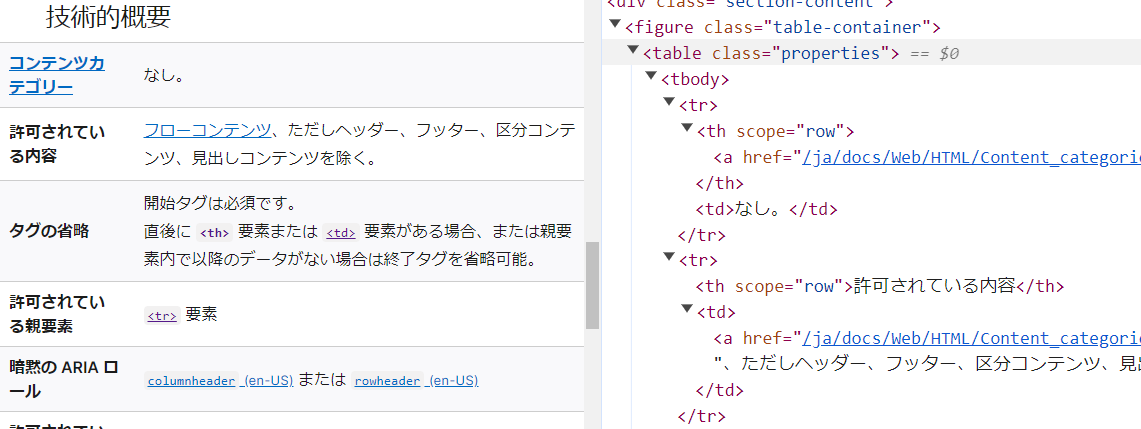 技術的概要
コンテンツカ
テゴリー
なし。
許可されてい
る内容
フローコンテンツ、ただしヘッダー、フッター、区分コンテ
ンツ、見出しコンテンツを除く。
タグの省略
開始タグは必須です。
直後に <th> 要素または <td> 要素がある場合、または親要
素内で以降のデータがない場合は終了タグを省略可能。
許可されてい
る親要素
<tr> 要素
暗黙の ARIA ロ
ール
columnheader (en-US) または rowheader (en-US)
許可されてい
<div class="section-content">
<figure class="table-container">
<table class="properties"> == $0
<tbody>
<tr>
<th scope="row">
<a href="/ja/docs/Web/HTML/Content_categorie
</th>
<td>なし。</td>
</tr>
<tr>
<th scope="row">許可されている内容</th>
<td>
<a href="/ja/docs/Web/HTML/Content_categorie
"、ただしヘッダー、フッター、区分コンテンツ、見出
</td>
</tr>